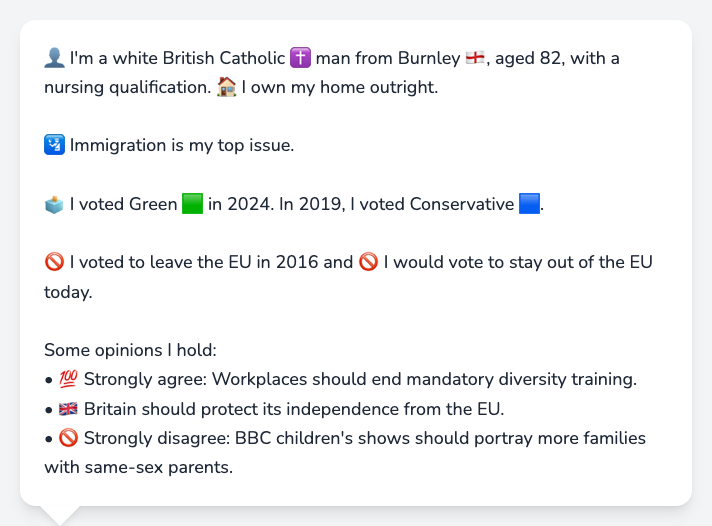 👤 I'm a white British Catholic ✝️ man from Burnley 🏴󠁧󠁢󠁥󠁮󠁧󠁿, aged 82, with a
nursing qualification. 🏠 I own my home outright.
🛂 Immigration is my top issue.
🗳️ I voted Green 🟩 in 2024. In 2019, I voted Conservative 🟦.
🚫 I voted to leave the EU in 2016 and 🚫 I would vote to stay out of the EU
today.
Some opinions I hold:
• 💯 Strongly agree: Workplaces should end mandatory diversity training.
• 🇬🇧 Britain should protect its independence from the EU.
• 🚫 Strongly disagree: BBC children's shows should portray more families
with same-sex parents.